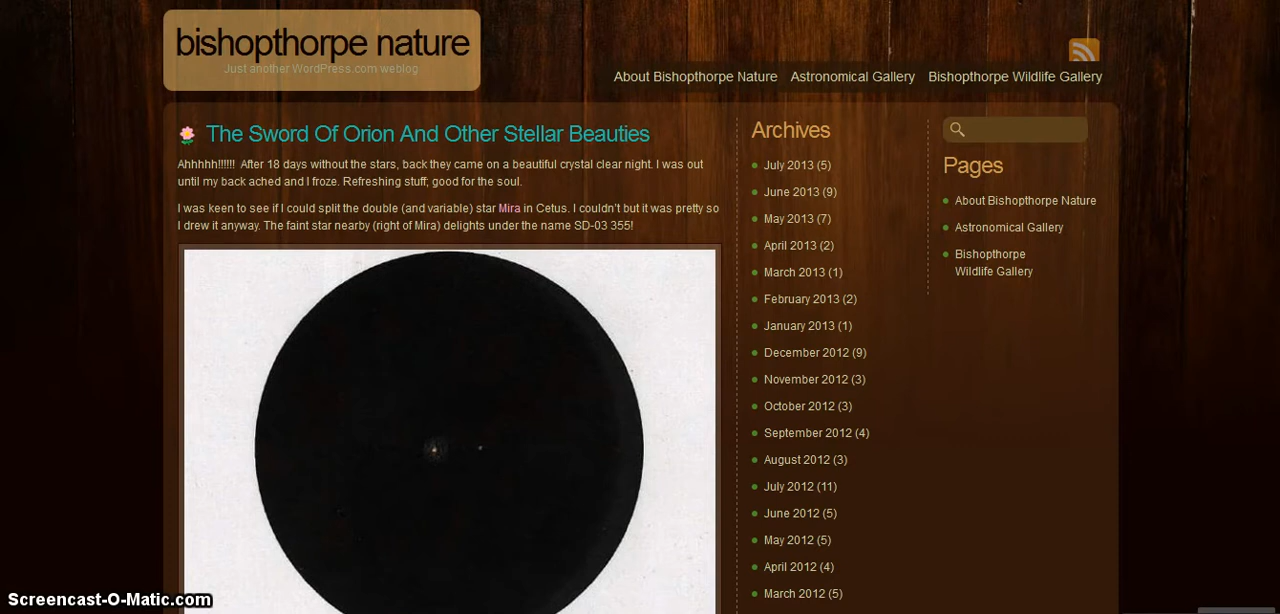 bishopthorpe nature
Just another WordPress.com weblog
About Bishopthorpe Nature Astronomical Gallery Bishopthorpe Wildlife Gallery
The Sword Of Orion And Other Stellar Beauties
Ahhhhh!!!!!! After 18 days without the stars, back they came on a beautiful crystal clear night. I was out
until my back ached and I froze. Refreshing stuff; good for the soul.
I was keen to see if I could split the double (and variable) star Mira in Cetus. I couldn't but it was pretty so
I drew it anyway. The faint star nearby (right of Mira) delights under the name SD-03 355!
Archives
July 2013 (5)
June 2013 (9)
May 2013 (7)
April 2013 (2)
March 2013 (1)
February 2013 (2)
January 2013 (1)
December 2012 (9)
November 2012 (3)
October 2012 (3)
September 2012 (4)
August 2012 (3)
July 2012 (11)
June 2012 (5)
May 2012 (5)
April 2012 (4)
March 2012 (5)
Pages
About Bishopthorpe Nature
Astronomical Gallery
Bishopthorpe
Wildlife Gallery
Screencast-O-Matic.com